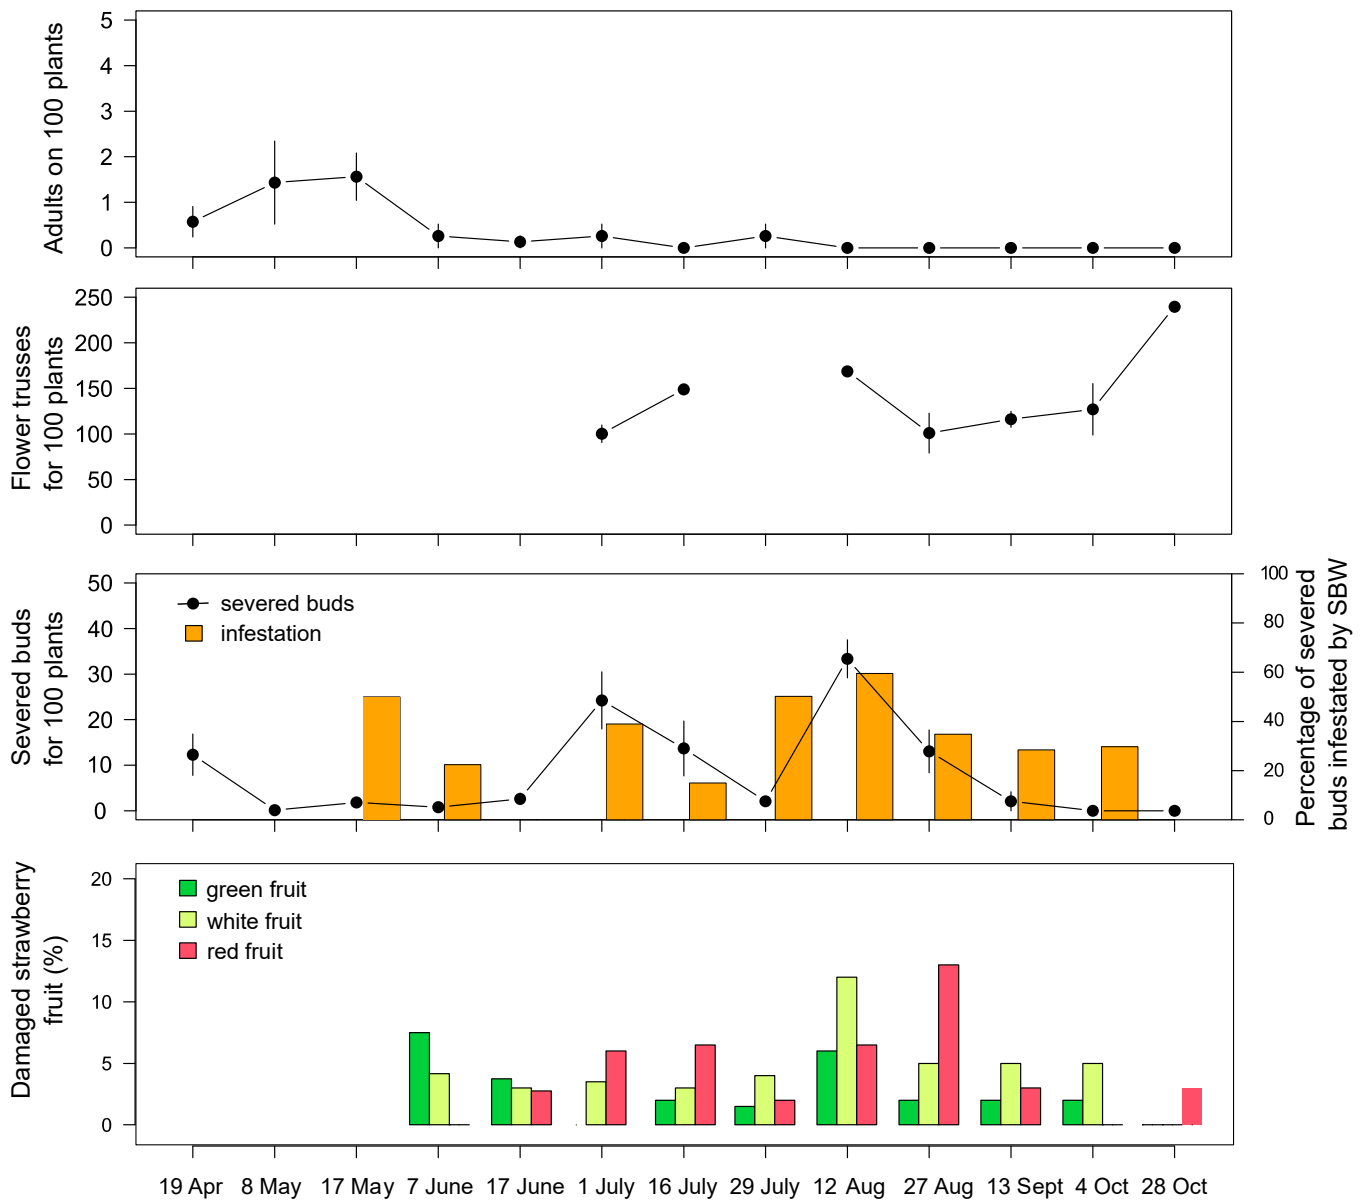 Adults on 100 plants
5
4
3
2
1
0
Flower trusses
for 100 plants
250
200
150
100
50
0
Severed buds
for 100 plants
50
40
30
20
10
0
severed buds
infestation
100
80
60
40
20
0
Percentage of severed
buds infestated by SBW
Damaged strawberry
fruit (%)
20
15
10
5
0
green fruit
white fruit
red fruit
19 Apr 8 May 17 May 7 June 17 June 1 July 16 July 29 July 12 Aug 27 Aug 13 Sept 4 Oct 28 Oct